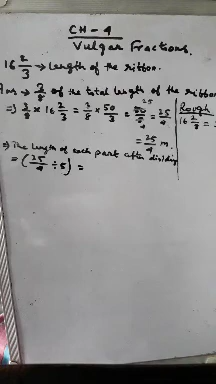 CH - 4
Vulgar Fractions.
16 2/3 → Length of the ribbon.
Ans → 3/8 of the total length of the ribbon
⇒ 3/8 × 16 2/3 = 3/8 × 50/3 = 50/8 = 25/4
= 25/4 m.
Rough
16 2/3 =
⇒ The length of each part after dividing
= (25/4 ÷ 5) =